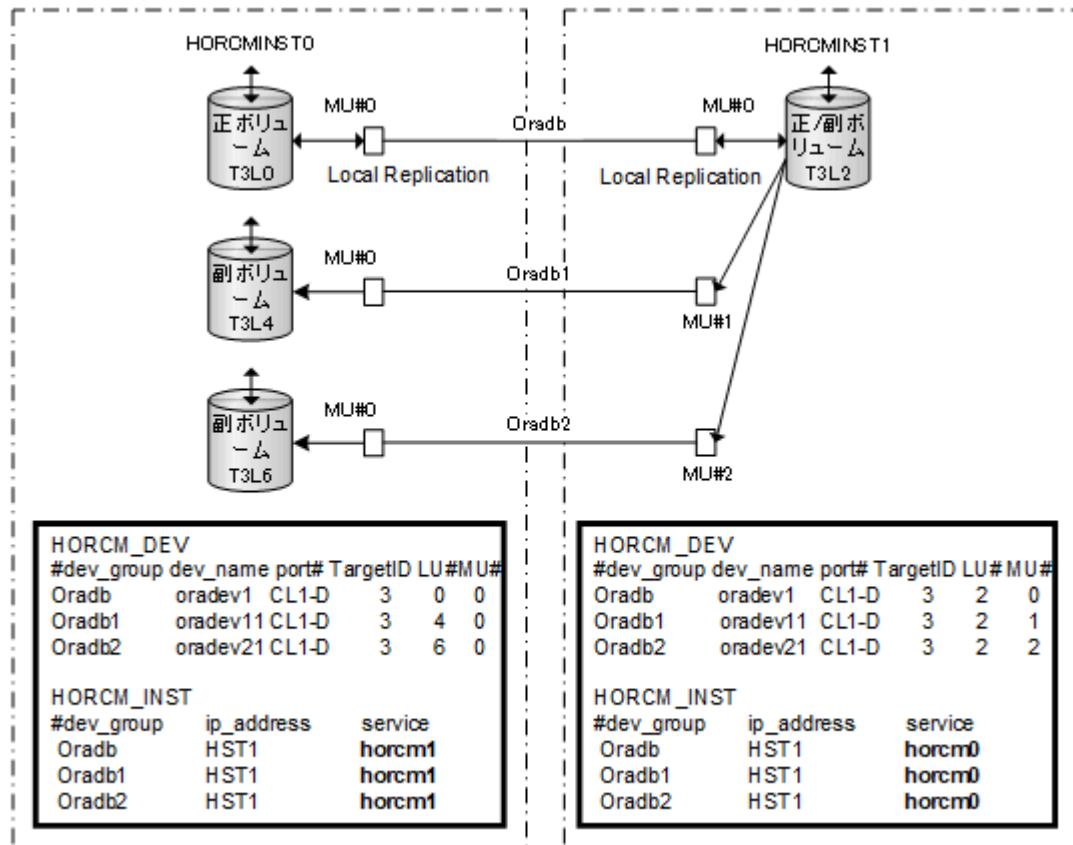 HORCMINST0
HORCMINST1
MU#0
MU#0
正ボリュ
ーム
T3L0
Oradb
正/副ボ
リューム
T3L2
Local Replication
Local Replication
MU#0
副ボリュ
ーム
T3L4
Oradb1
MU#1
MU#0
副ボリュ
ーム
T3L6
Oradb2
MU#2
HORCM_DEV
#dev_group dev_name port# TargetID LU# MU#
Oradb oradev1 CL1-D 3 0 0
Oradb1 oradev11 CL1-D 3 4 0
Oradb2 oradev21 CL1-D 3 6 0
HORCM_INST
#dev_group ip_address service
Oradb HST1 horcm1
Oradb1 HST1 horcm1
Oradb2 HST1 horcm1
HORCM_DEV
#dev_group dev_name port# TargetID LU# MU#
Oradb oradev1 CL1-D 3 2 0
Oradb1 oradev11 CL1-D 3 2 1
Oradb2 oradev21 CL1-D 3 2 2
HORCM_INST
#dev_group ip_address service
Oradb HST1 horcm0
Oradb1 HST1 horcm0
Oradb2 HST1 horcm0